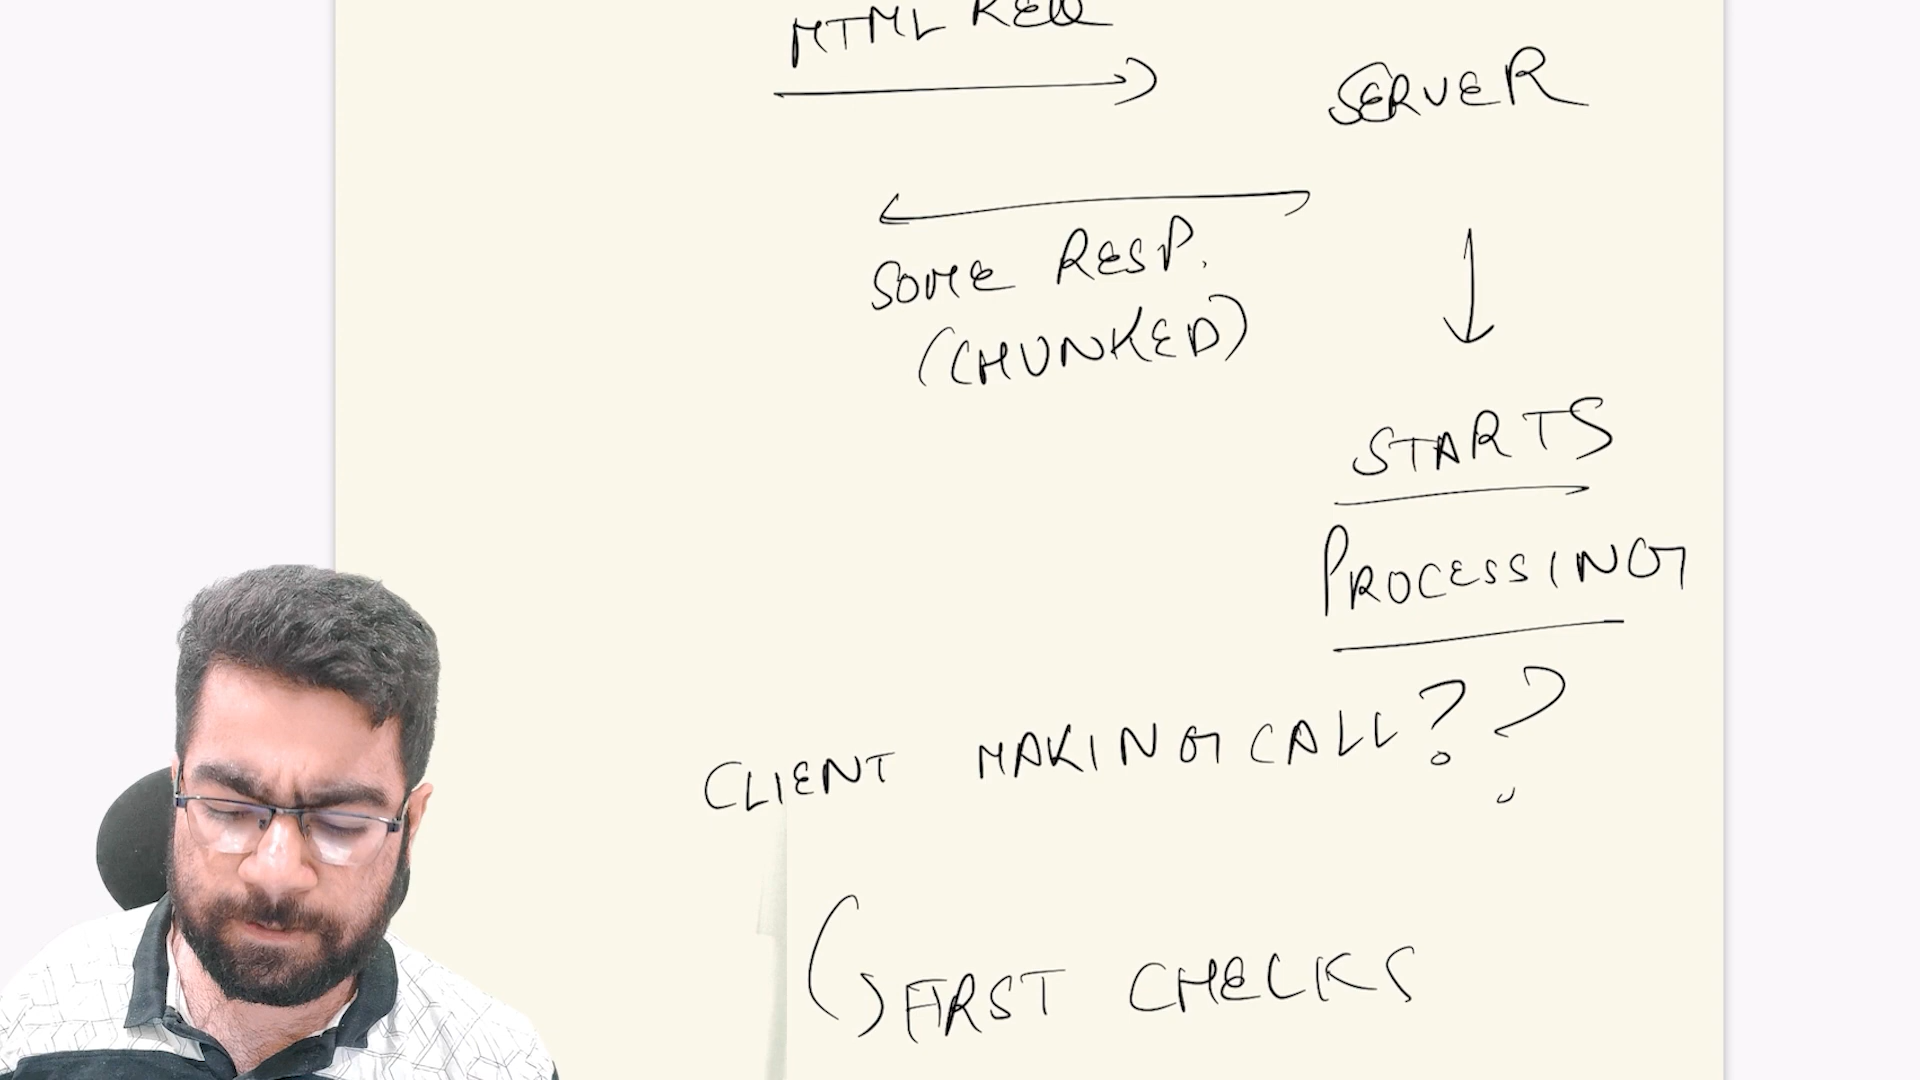 HTML REQ
SERVER
SOME RESP.
(CHUNKED)
STARTS
PROCESSING
CLIENT MAKING CALL??
FIRST CHECKS